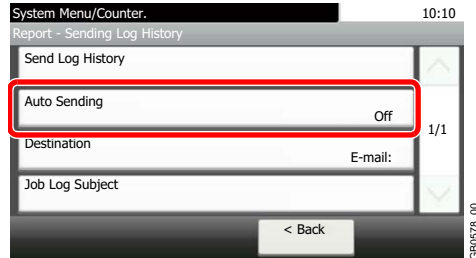 System Menu/Counter.
10:10
Report - Sending Log History
Send Log History
Auto Sending
Off
1/1
Destination
E-mail:
Job Log Subject
< Back
GB0578_00